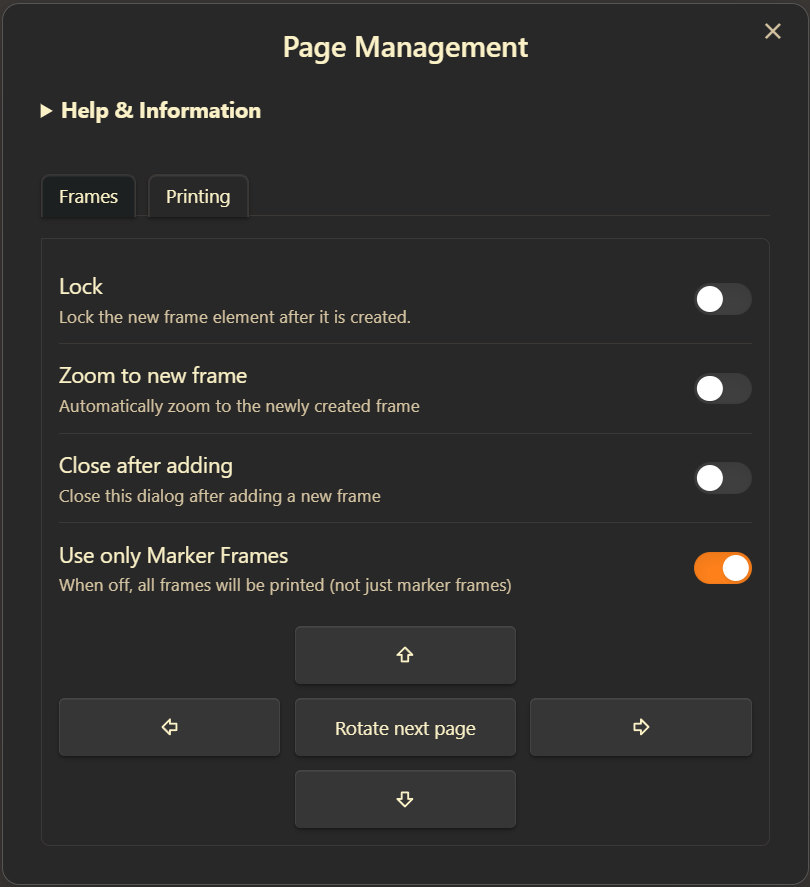 Page Management
Help & Information
Frames
Printing
Lock
Lock the new frame element after it is created.
Zoom to new frame
Automatically zoom to the newly created frame
Close after adding
Close this dialog after adding a new frame
Use only Marker Frames
When off, all frames will be printed (not just marker frames)
Rotate next page